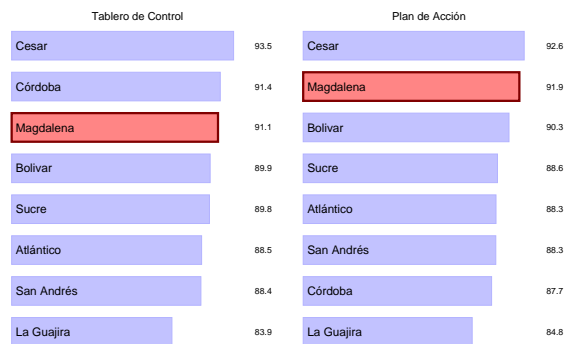 Tablero de Control
Cesar 93.5
Córdoba 91.4
Magdalena 91.1
Bolivar 89.9
Sucre 89.8
Atlántico 88.5
San Andrés 88.4
La Guajira 83.9
Plan de Acción
Cesar 92.6
Magdalena 91.9
Bolivar 90.3
Sucre 88.6
Atlántico 88.3
San Andrés 88.3
Córdoba 87.7
La Guajira 84.8